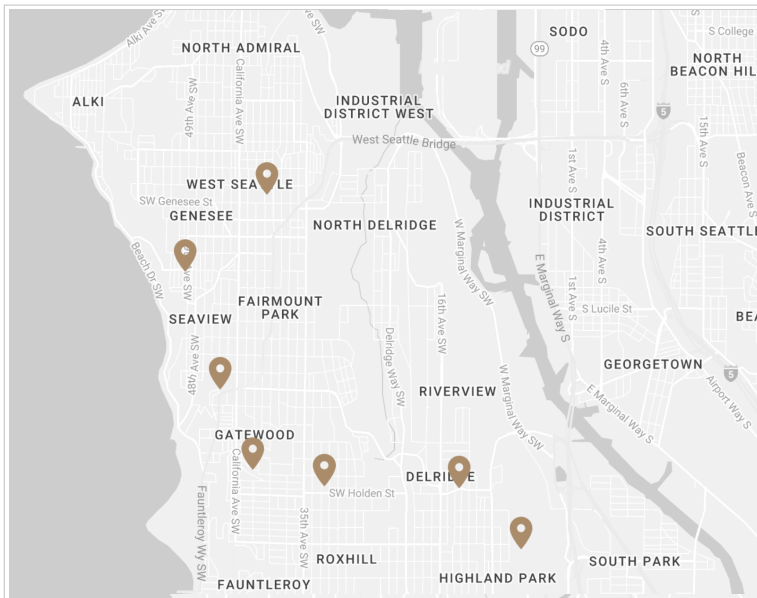 Alki Ave SW
SODO
S College
NORTH ADMIRAL
99
4th Ave S
NORTH
BEACON HIL
California Ave SW
49th Ave SW
6th Ave S
ALKI
INDUSTRIAL
DISTRICT WEST
5
15th Ave S
West Seattle Bridge
1st Ave S
Beacon Ave S
WEST SEATTLE
SW Genesee St
GENESEE
INDUSTRIAL
DISTRICT
NORTH DELRIDGE
SOUTH SEATTLE
W Marginal Way SW
4th Ave S
Beach Dr SW
Ave SW
E Marginal Way S
1st Ave S
FAIRMOUNT
PARK
16th Ave SW
S Lucile St
SEAVIEW
BEA
Delridge Way SW
48th Ave SW
GEORGETOWN
5
RIVERVIEW
W Marginal Way SW
E Marginal Way S
Airport Way S
GATEWOOD
California Ave SW
DELRIDGE
SW Holden St
Fauntleroy Wy SW
35th Ave SW
ROXHILL
SOUTH PARK
HIGHLAND PARK
FAUNTLEROY